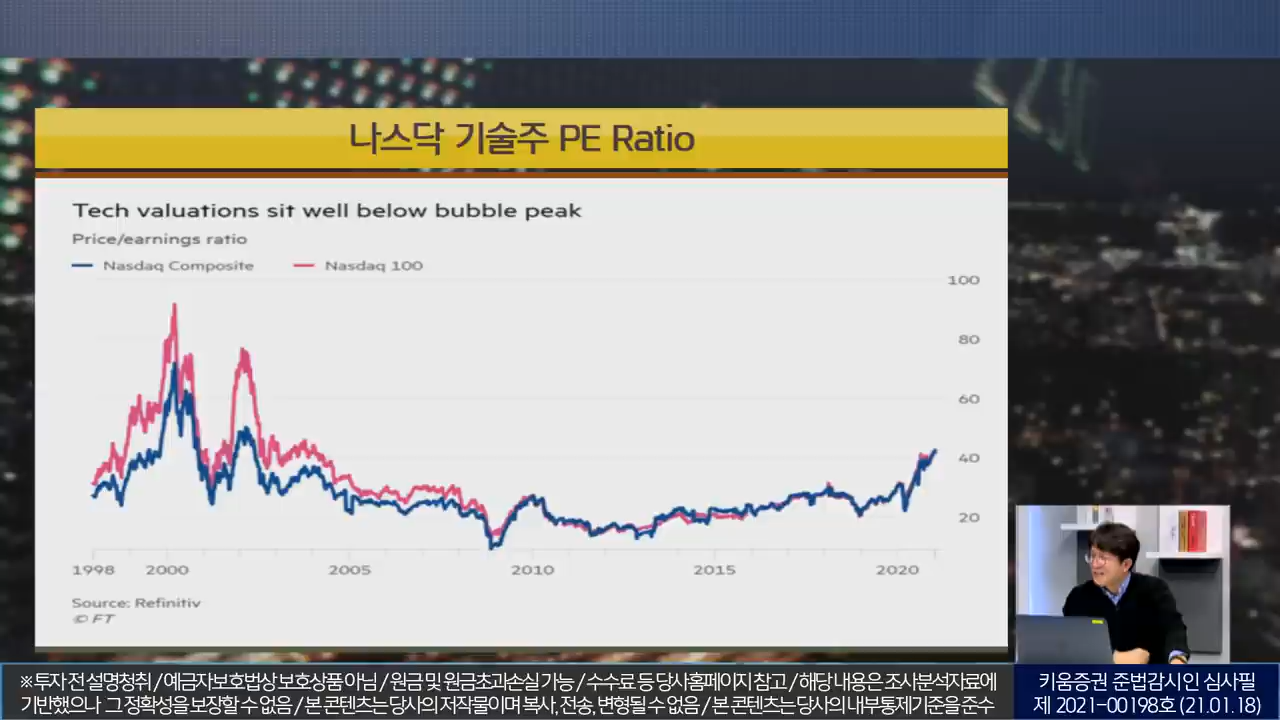 나스닥 기술주 PE Ratio
Tech valuations sit well below bubble peak
Price/earnings ratio
Nasdaq Composite
Nasdaq 100
100
80
60
40
20
1998 2000 2005 2010 2015 2020
Source: Refinitiv
© FT
※ 투자 전 설명청취 / 예금자보호법상 보호상품 아님 / 원금 및 원금초과손실 가능 / 수수료 등 당사홈페이지 참고 / 해당 내용은 조사분석자료에
기반했으나 그 정확성을 보장할 수 없음 / 본 콘텐츠는 당사의 저작물이며 복사, 전송, 변형될 수 없음 / 본 콘텐츠는 당사의 내부통제기준을 준수
키움증권 준법감시인 심사필
제 2021-00198호 (21.01.18)